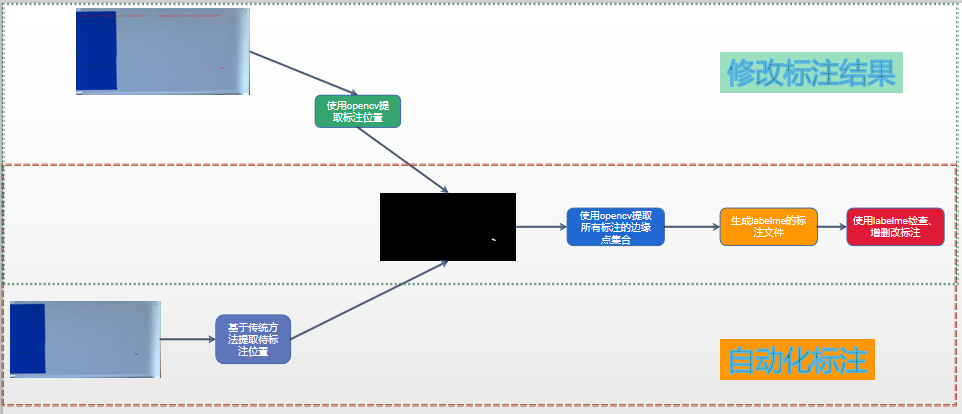 修改标注结果
使用opencv提
取标注位置
使用opencv提取
所有标注的边缘
点集合
生成labelme的标
注文件
使用labelme检查、
增删改标注
基于传统方
法提取待标
注位置
自动化标注